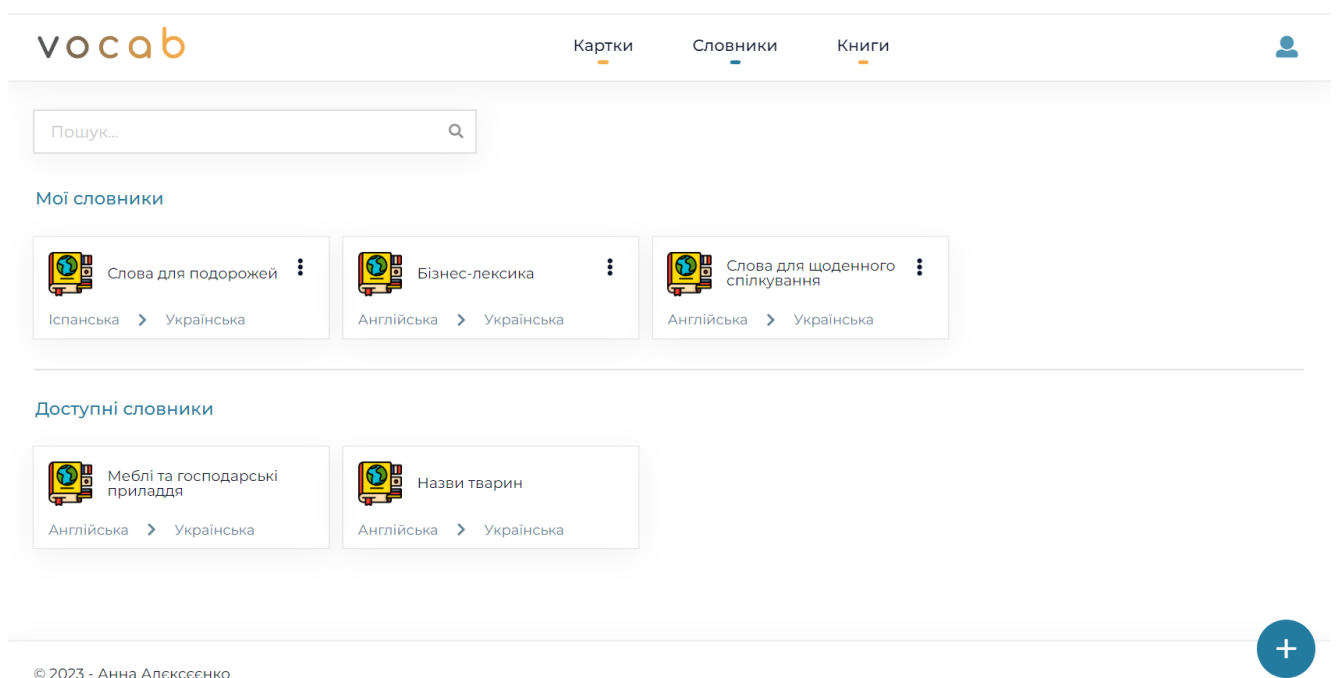 vocab
Картки Словники Книги
Пошук...
Мої словники
Слова для подорожей
Іспанська Українська
Бізнес-лексика
Англійська Українська
Слова для щоденного
спілкування
Англійська Українська
Доступні словники
Меблі та господарські
приладдя
Англійська Українська
Назви тварин
Англійська Українська
© 2023 - Анна Алєксєєнко